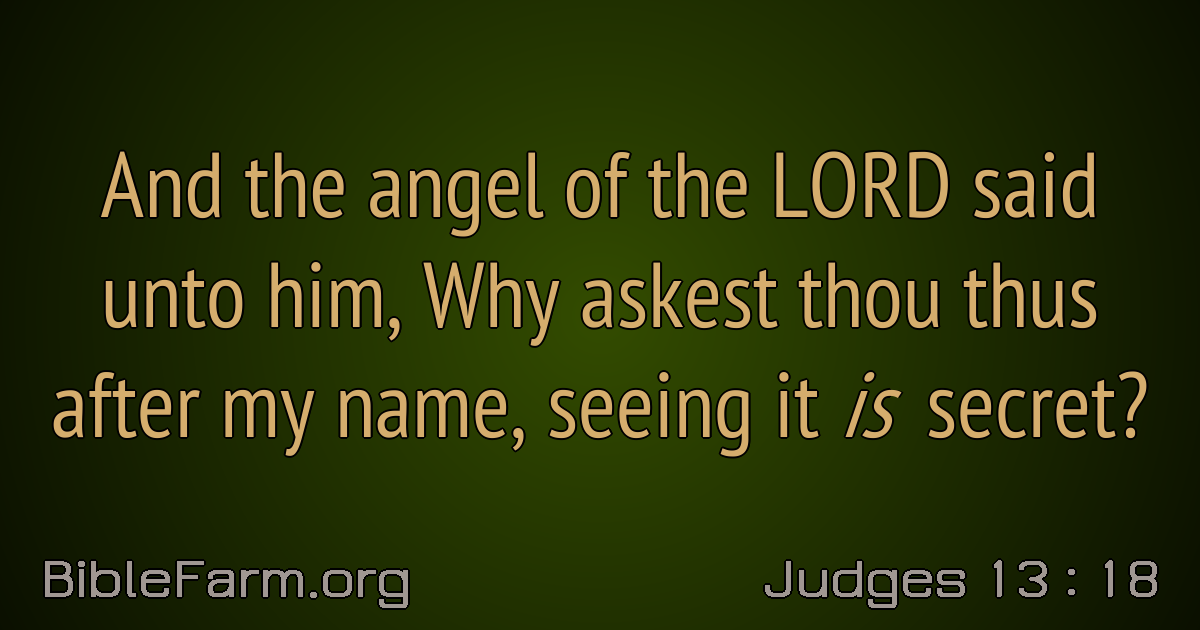 And the angel of the LORD said
unto him, Why askest thou thus
after my name, seeing it is secret?
BibleFarm.org
Judges 13 : 18